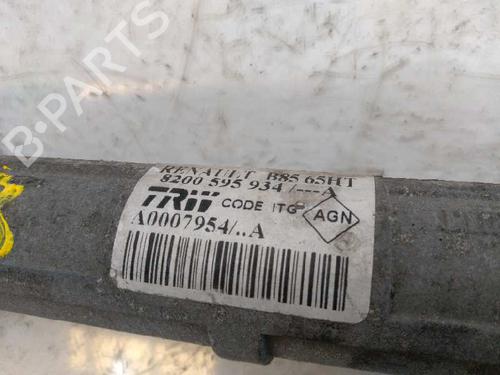 RENAULT B85 65HT
8200 595 934 /---A
TRW CODE ITG AGN
A0007954/..A
B-PARTS